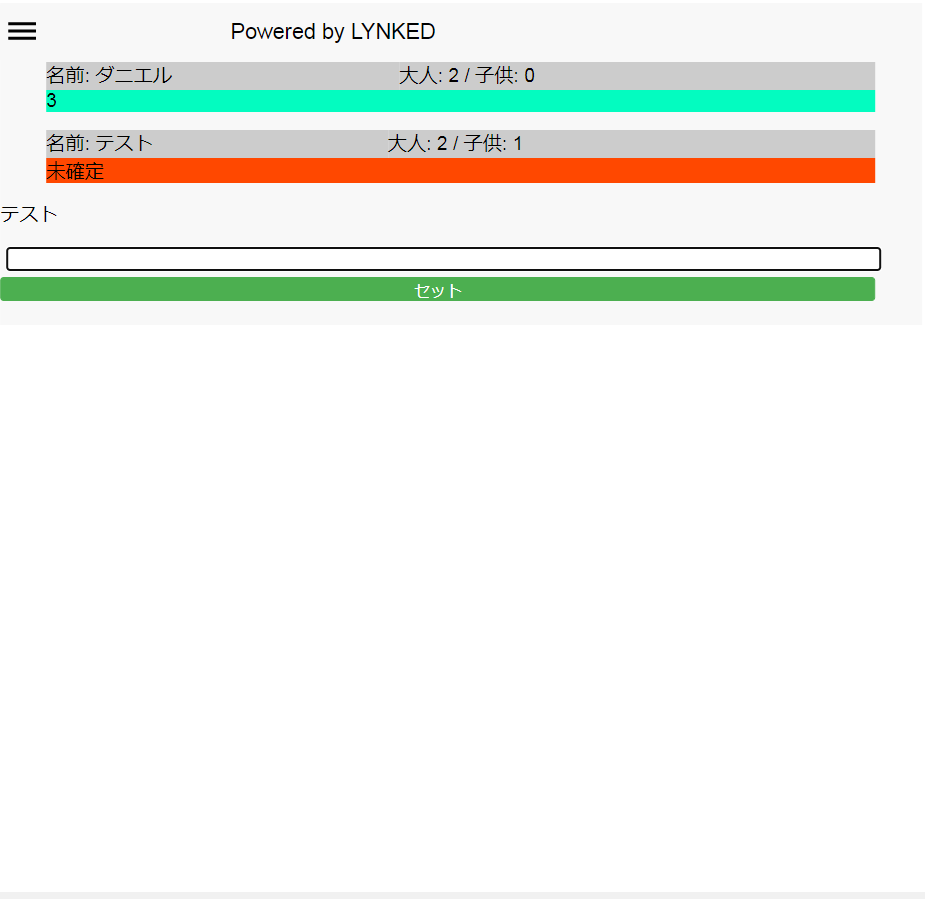 Powered by LYNKED
名前: ダニエル 大人: 2 / 子供: 0
3
名前: テスト 大人: 2 / 子供: 1
未確定
テスト
セット